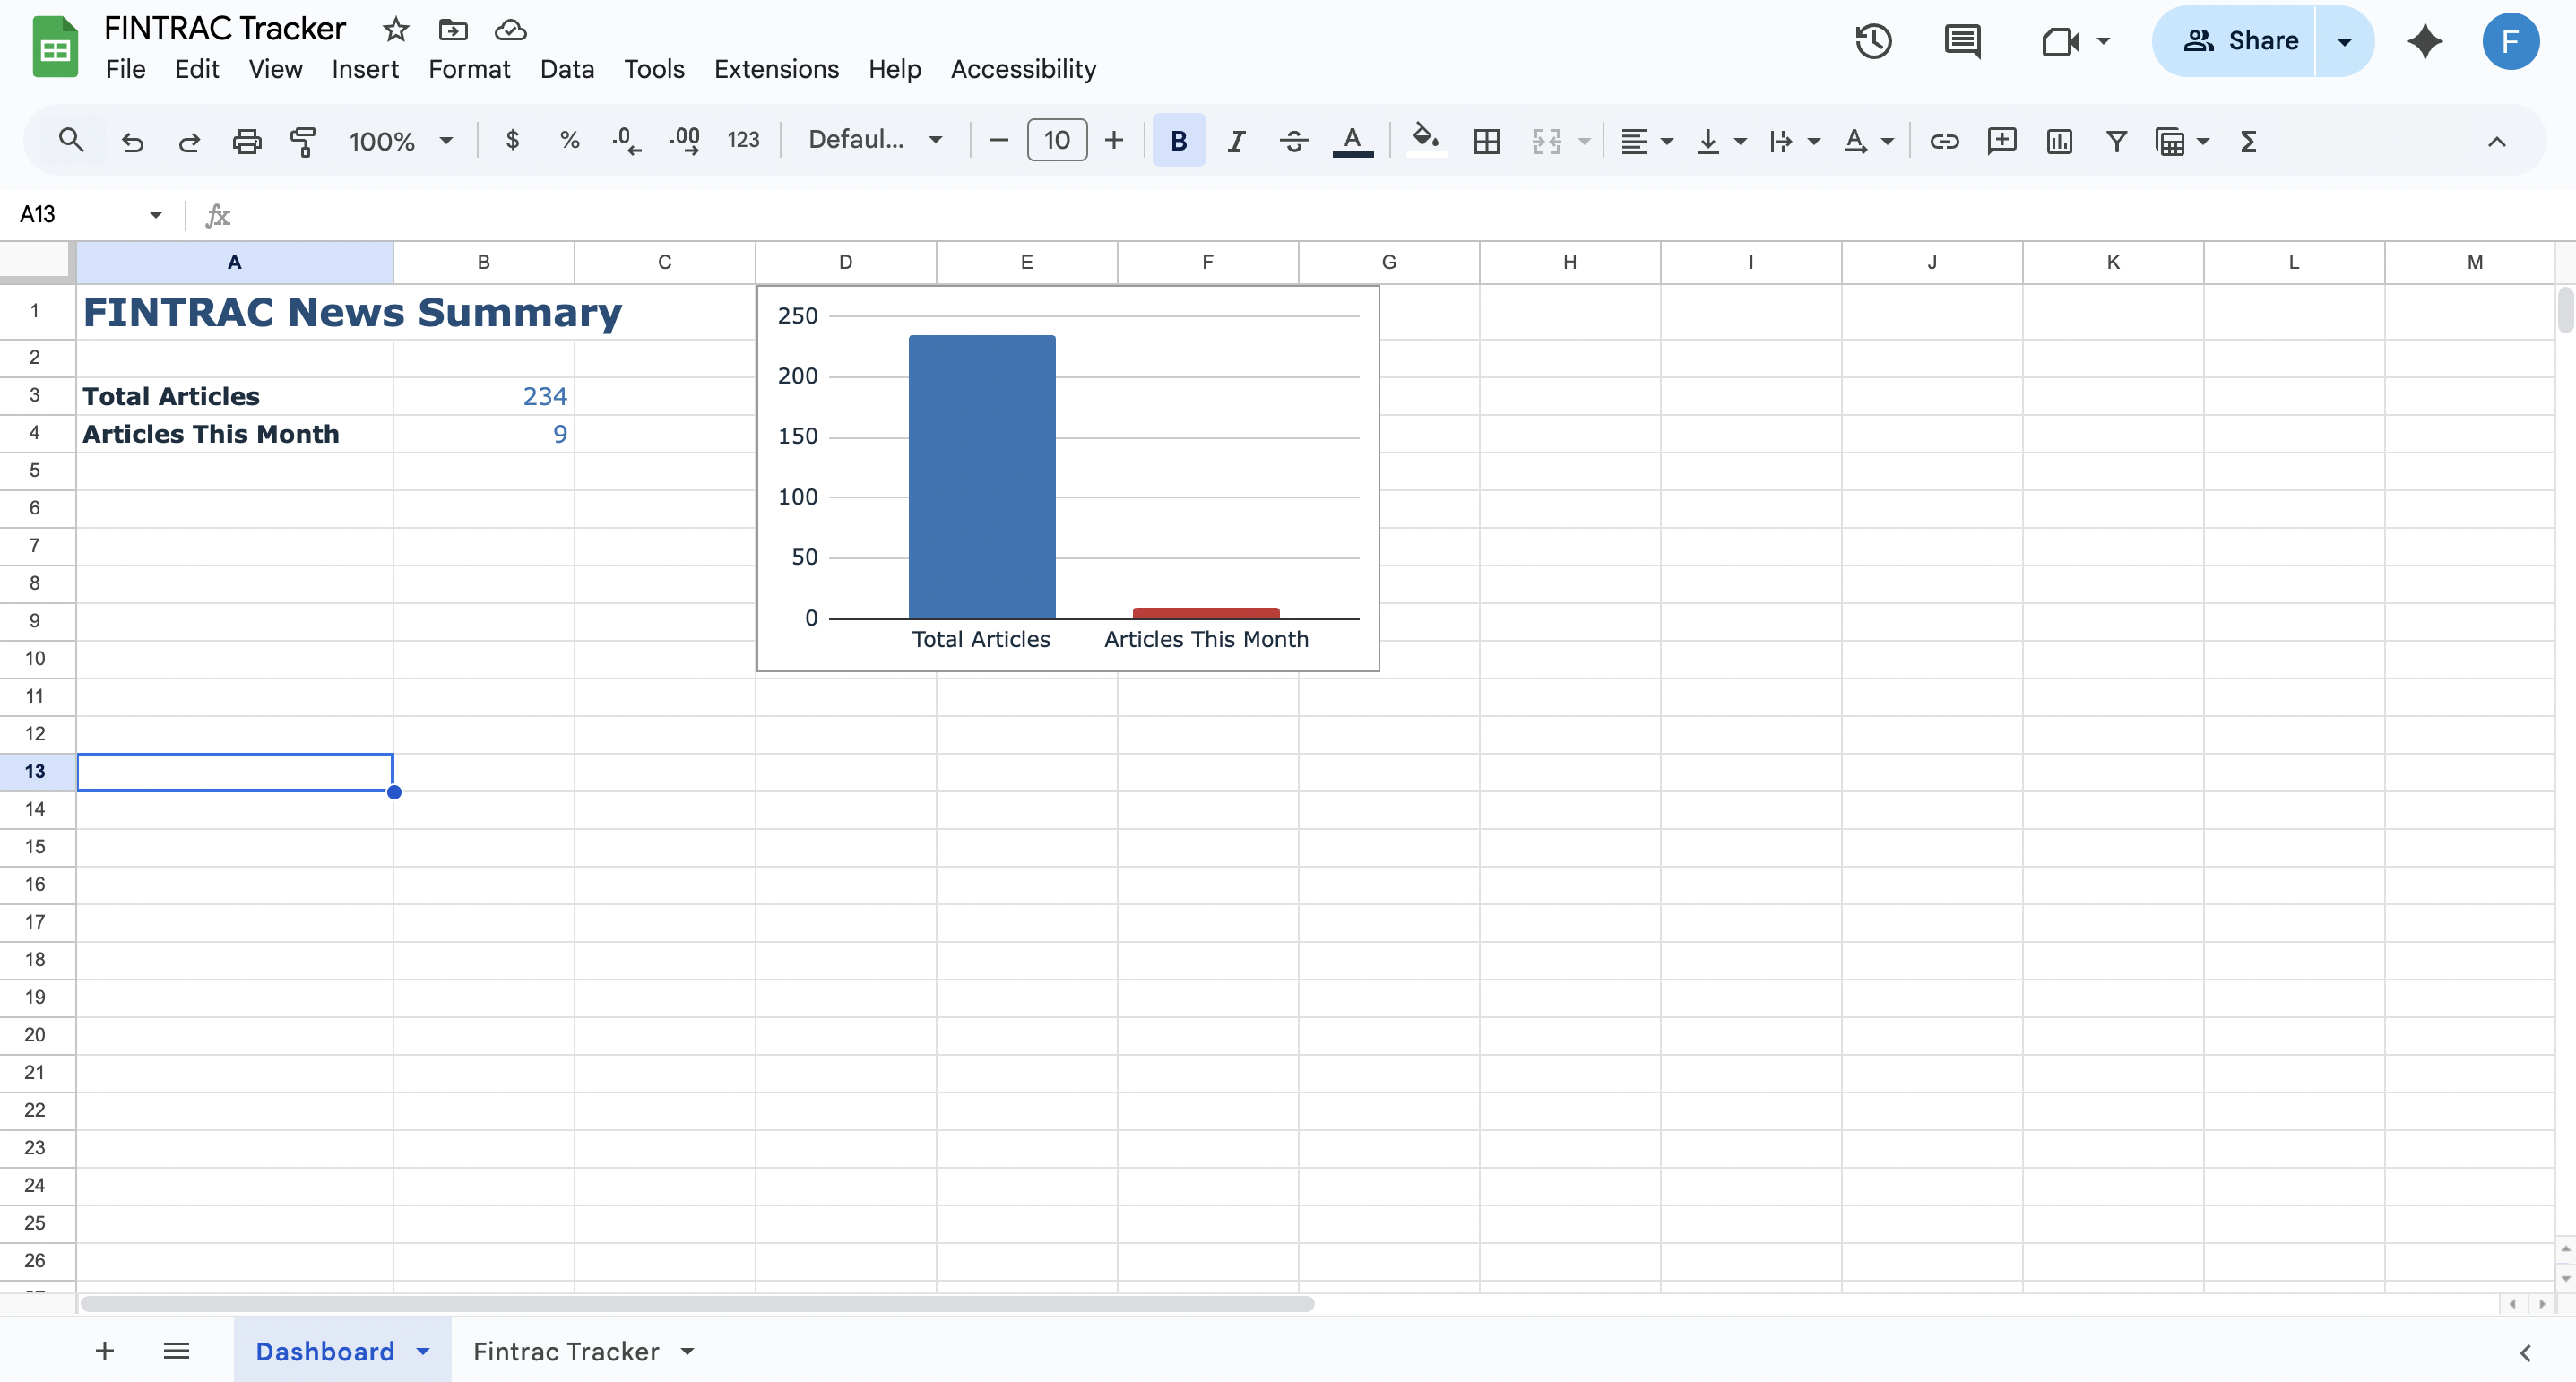 FINTRAC Tracker
File Edit View Insert Format Data Tools Extensions Help Accessibility
Share
F
100% $ % .0 .00 123 Defaul... 10 B I A A
A13 fx
A B C D E F G H I J K L M
1 FINTRAC News Summary
2
3 Total Articles 234
4 Articles This Month 9
5
6
7
8
9
10
11
12
13
14
15
16
17
18
19
20
21
22
23
24
25
26
250
200
150
100
50
0
Total Articles Articles This Month
Dashboard Fintrac Tracker